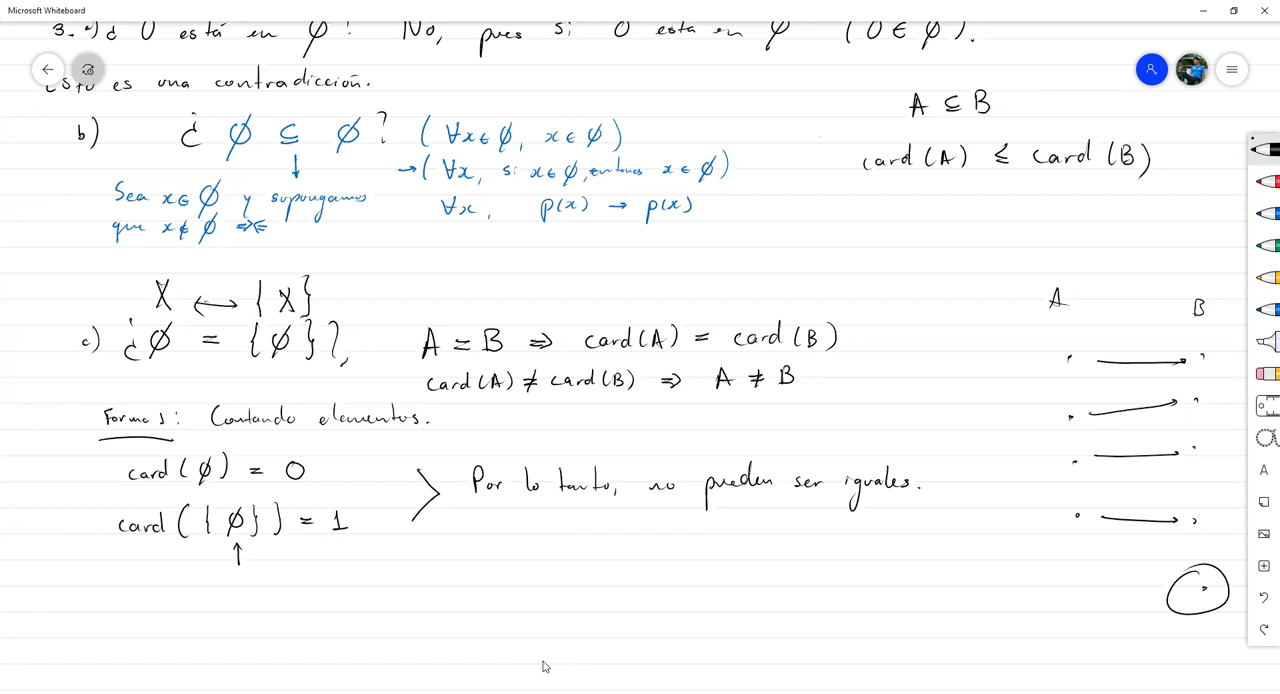 Microsoft Whiteboard
3. a) ¿ 0 está en ∅ ? No, pues si 0 esta en ∅ (0 ∈ ∅).
Esto es una contradicción.
b) ¿ ∅ ⊆ ∅ ? (∀x ∈ ∅, x ∈ ∅)
→ (∀x, si x ∈ ∅, entonces x ∈ ∅)
∀x, p(x) → p(x)
Sea x ∈ ∅ y supongamos
que x ∉ ∅ ⇒⇐
A ⊆ B
card(A) ≤ card(B)
X ↔ {X}
c) ¿ ∅ = {∅} ?,
A = B ⇒ card(A) = card(B)
card(A) ≠ card(B) ⇒ A ≠ B
Forma 1: Contando elementos.
card(∅) = 0
card({∅}) = 1
> Por lo tanto, no pueden ser iguales.
↑
A
B
A